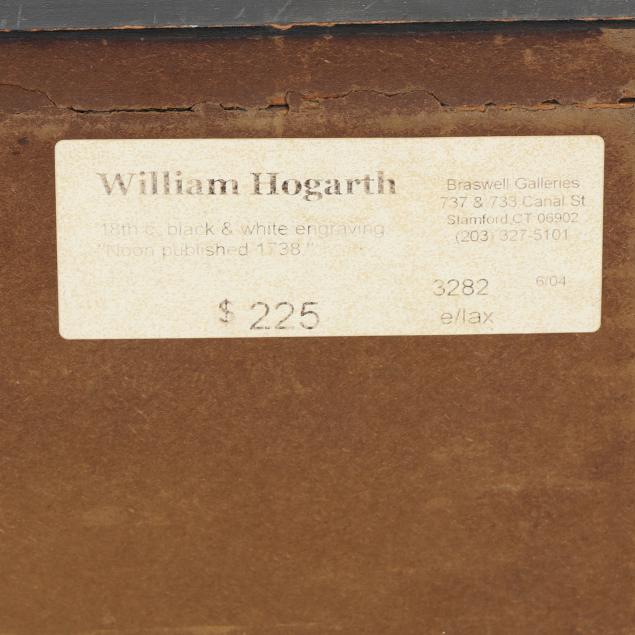 William Hogarth
18th c. black & white engraving
"Noon published 1738."
$ 225
Braswell Galleries
737 & 733 Canal St
Stamford, CT 06902
(203) 327-5101
3282 6/04
e/lax